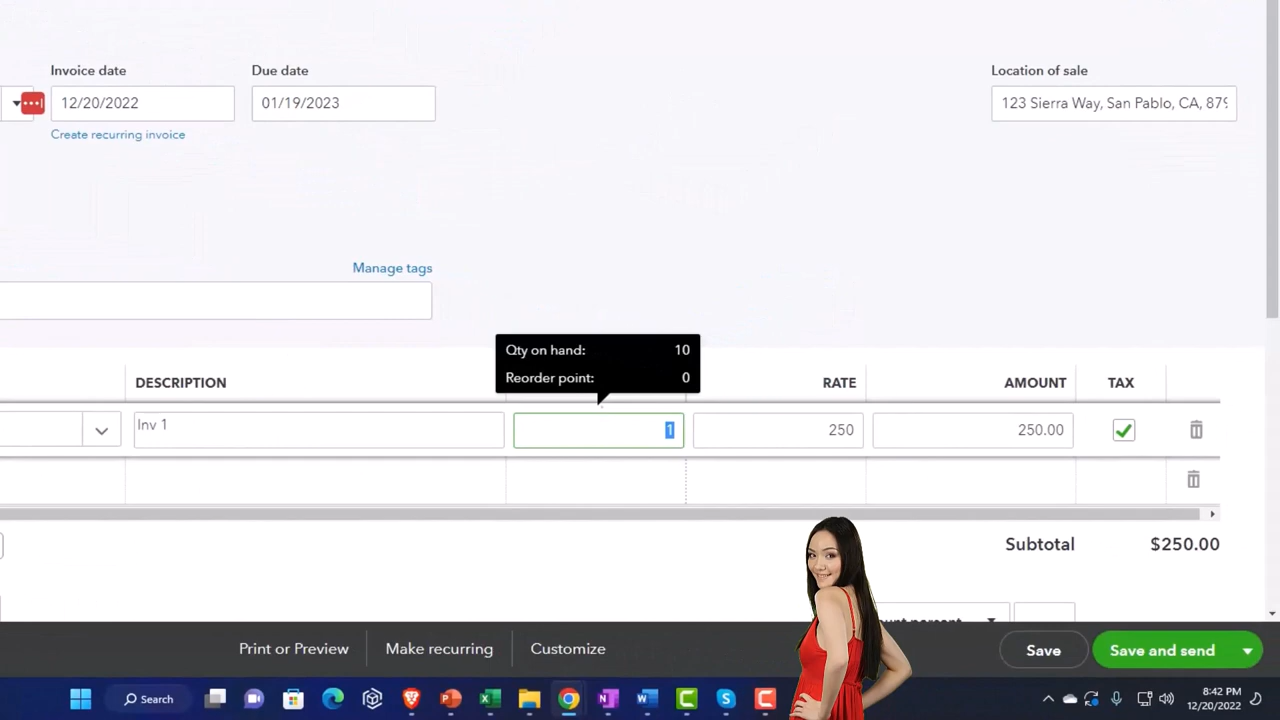 Invoice date
Due date
Location of sale
12/20/2022
01/19/2023
123 Sierra Way, San Pablo, CA, 879
Create recurring invoice
Manage tags
Qty on hand: 10
Reorder point: 0
DESCRIPTION
RATE
AMOUNT
TAX
Inv 1
1
250
250.00
Subtotal
$250.00
Print or Preview
Make recurring
Customize
Save
Save and send
Search
8:42 PM
12/20/2022